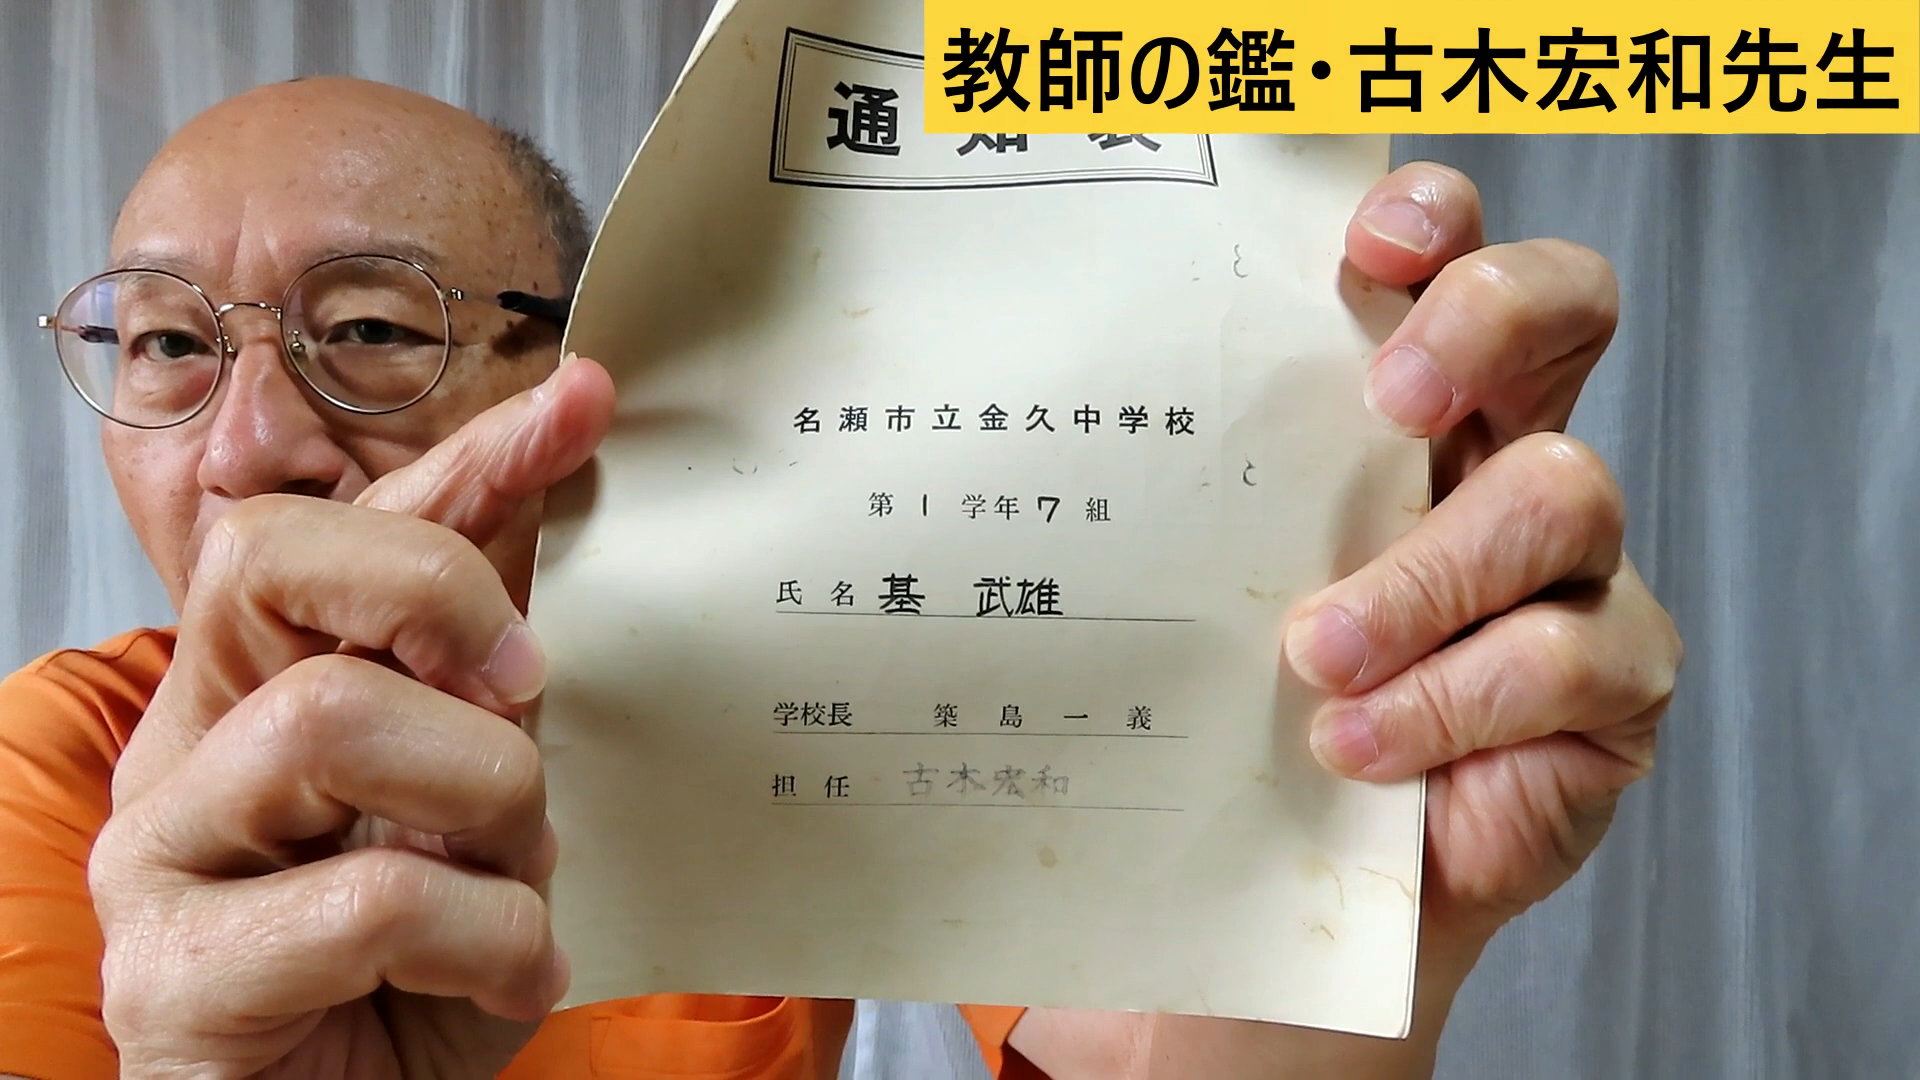 教師の鑑・古木宏和先生
通知表
名瀬市立金久中学校
第1学年7組
氏名 基 武雄
学校長 築島一義
担任 古木宏和